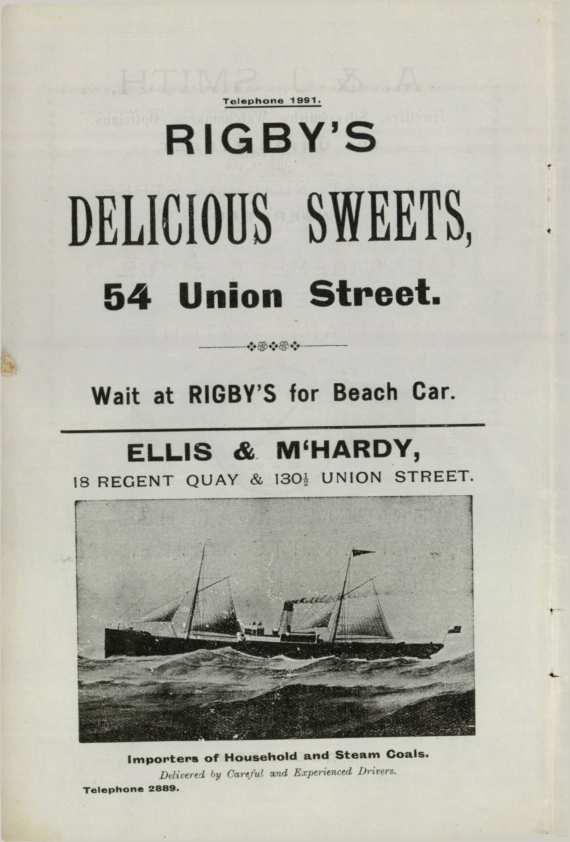 Telephone 1991.
RIGBY'S
DELICIOUS SWEETS,
54 Union Street.
Wait at RIGBY'S for Beach Car.
ELLIS & M‘HARDY,
18 REGENT QUAY & 130½ UNION STREET.
Importers of Household and Steam Coals.
Delivered by Careful and Experienced Drivers.
Telephone 2889.